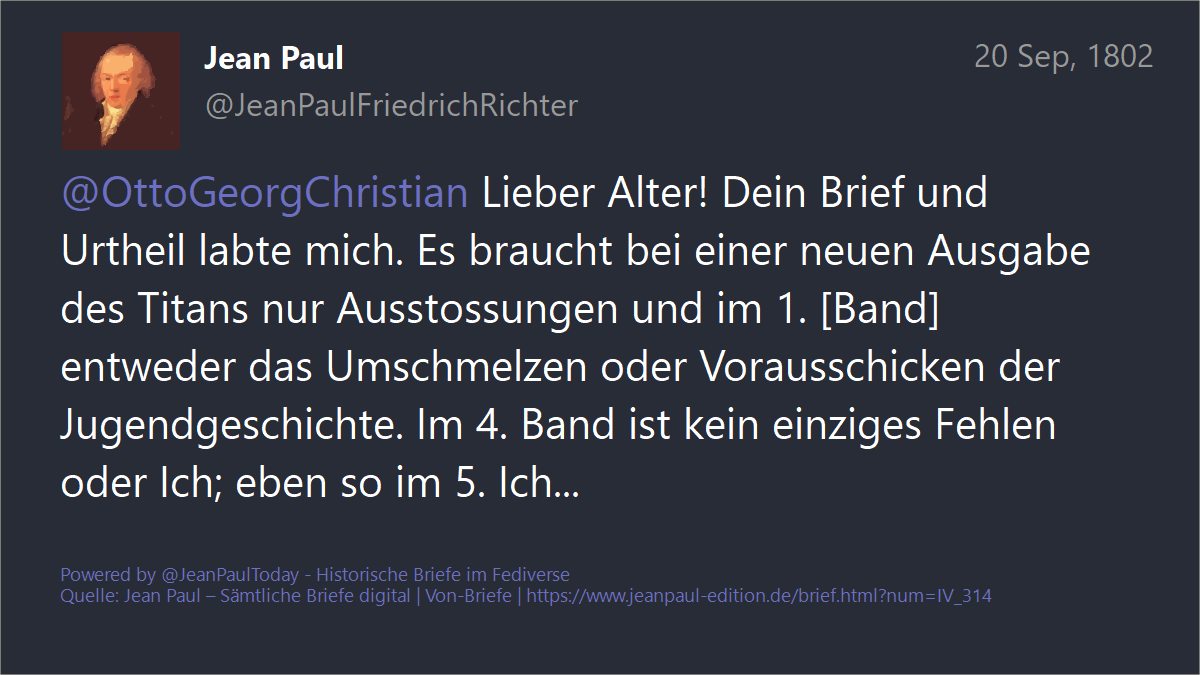 Jean Paul
20 Sep, 1802
@JeanPaulFriedrichRichter
@OttoGeorgChristian Lieber Alter! Dein Brief und
Urtheil labte mich. Es braucht bei einer neuen Ausgabe
des Titans nur Ausstossungen und im 1. [Band]
entweder das Umschmelzen oder Vorausschicken der
Jugendgeschichte. Im 4. Band ist kein einziges Fehlen
oder Ich; eben so im 5. Ich...
Powered by @JeanPaulToday - Historische Briefe im Fediverse
Quelle: Jean Paul – Sämtliche Briefe digital | Von-Briefe | https://www.jeanpaul-edition.de/brief.html?num=IV_314